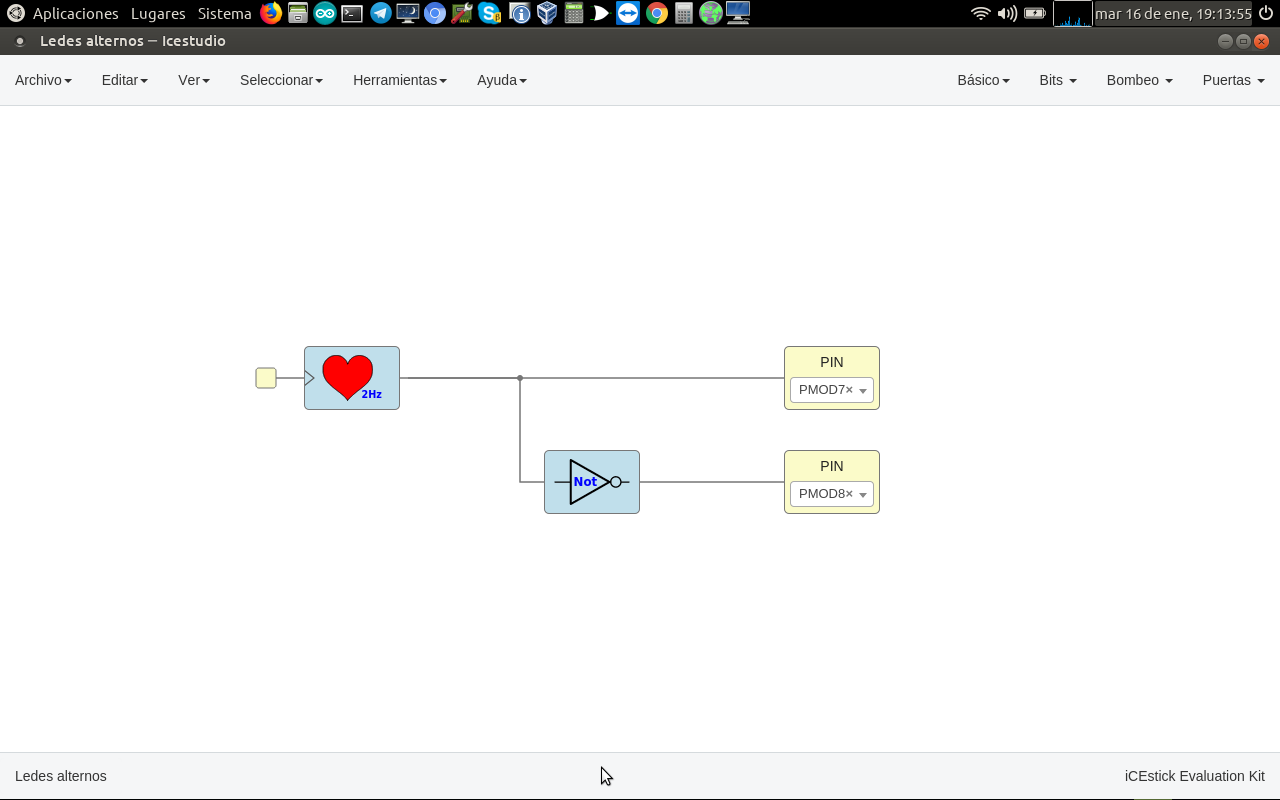 Aplicaciones Lugares Sistema mar 16 de ene, 19:13:55
Ledes alternos — Icestudio
Archivo Editar Ver Seleccionar Herramientas Ayuda Básico Bits Bombeo Puertas
2Hz
PIN
PMOD7×
Not
PIN
PMOD8×
Ledes alternos iCEstick Evaluation Kit